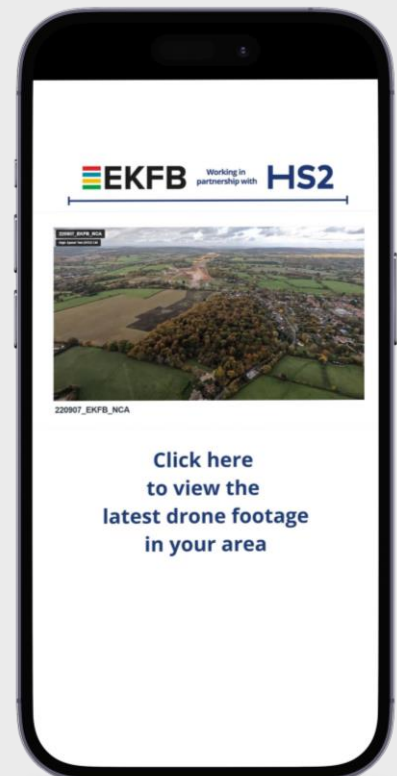 EKFB
Working in
partnership with
HS2
220907_EKFB_NCA
220907_EKFB_NCA
Click here
to view the
latest drone footage
in your area